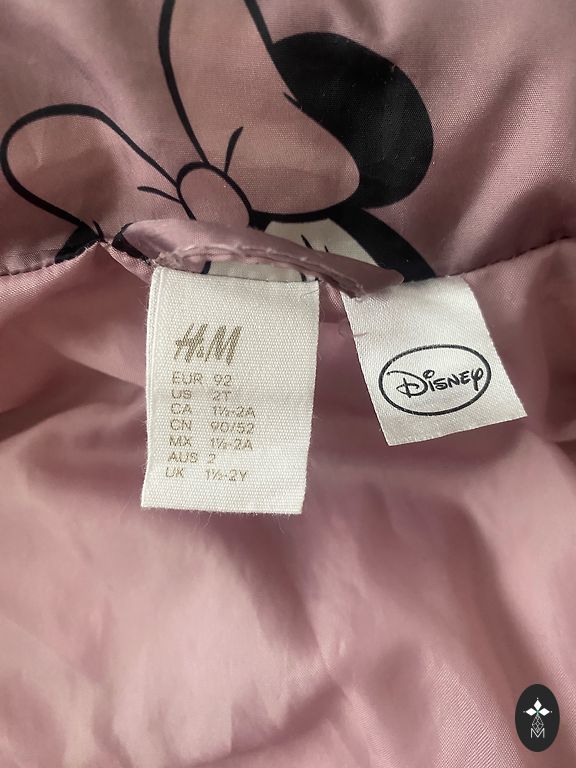 H&M
EUR 92
US 2T
CA 1½-2A
CN 90/52
MX 1½-2A
AUS 2
UK 1½-2Y
Disney
M